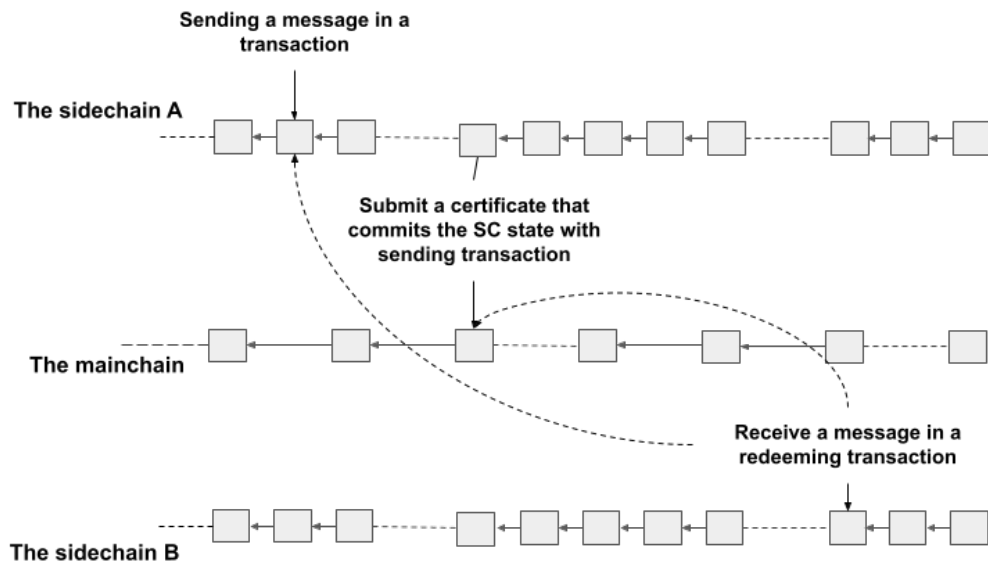 Sending a message in a
transaction
The sidechain A
Submit a certificate that
commits the SC state with
sending transaction
The mainchain
Receive a message in a
redeeming transaction
The sidechain B